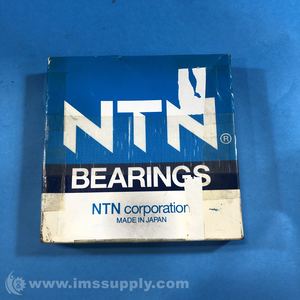 NTN®
BEARINGS
NTN corporation
MADE IN JAPAN
© www.imssupply.com